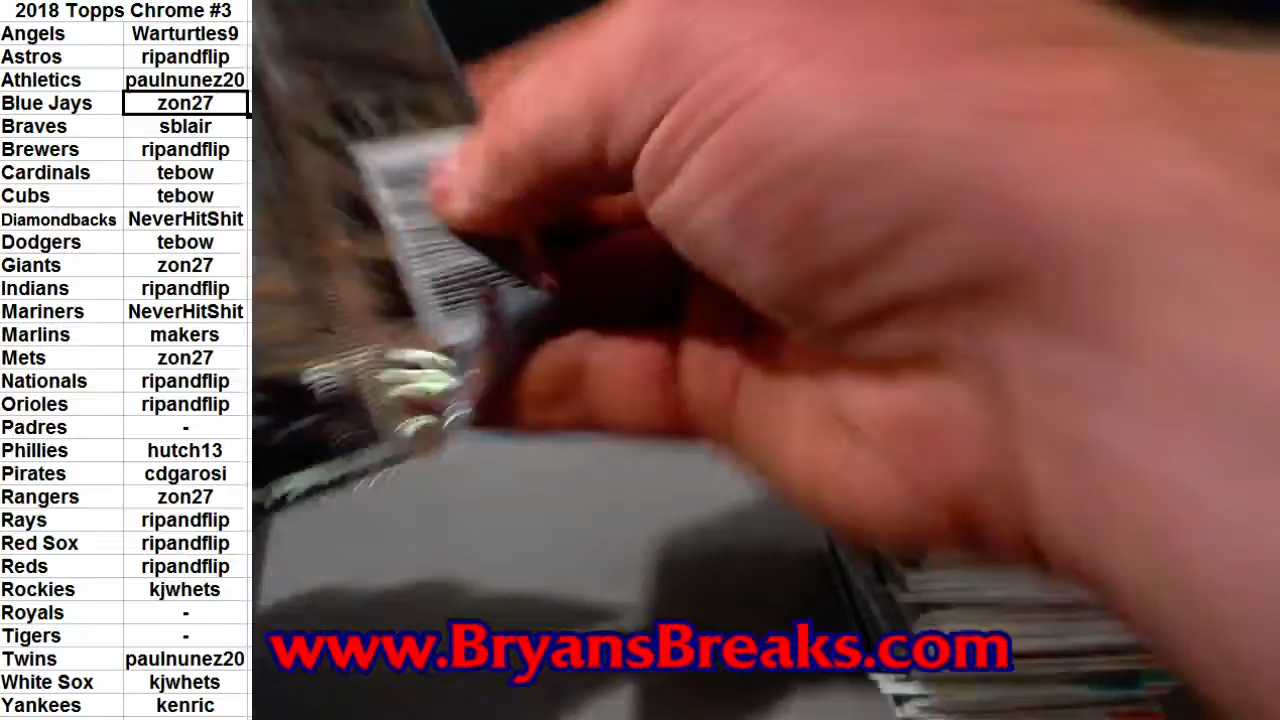 2018 Topps Chrome #3
Angels Warturtles9
Astros ripandflip
Athletics paulnunez20
Blue Jays zon27
Braves sblair
Brewers ripandflip
Cardinals tebow
Cubs tebow
Diamondbacks NeverHitShit
Dodgers tebow
Giants zon27
Indians ripandflip
Mariners NeverHitShit
Marlins makers
Mets zon27
Nationals ripandflip
Orioles ripandflip
Padres -
Phillies hutch13
Pirates cdgarosi
Rangers zon27
Rays ripandflip
Red Sox ripandflip
Reds ripandflip
Rockies kjwhets
Royals -
Tigers -
Twins paulnunez20
White Sox kjwhets
Yankees kenric
www.BryansBreaks.com